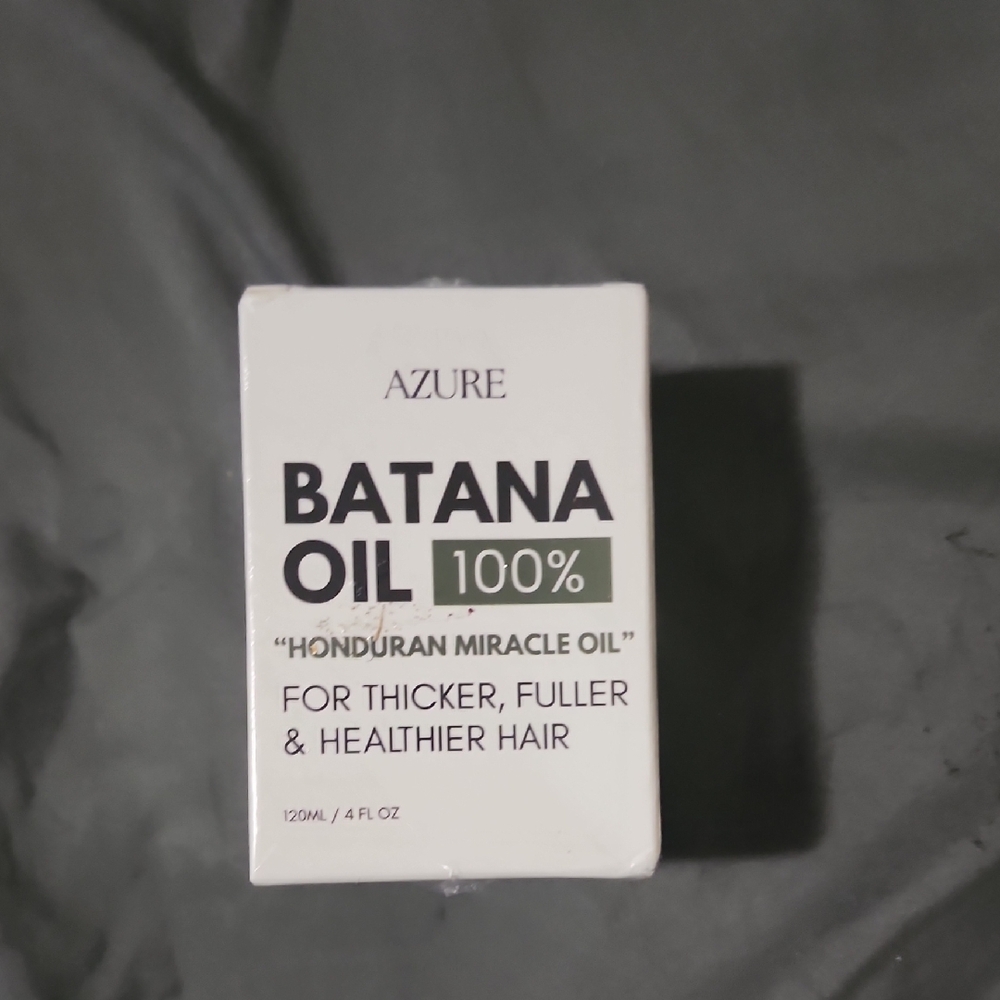 AZURE
BATANA
OIL 100%
“HONDURAN MIRACLE OIL”
FOR THICKER, FULLER
& HEALTHIER HAIR
120ML / 4 FL OZ